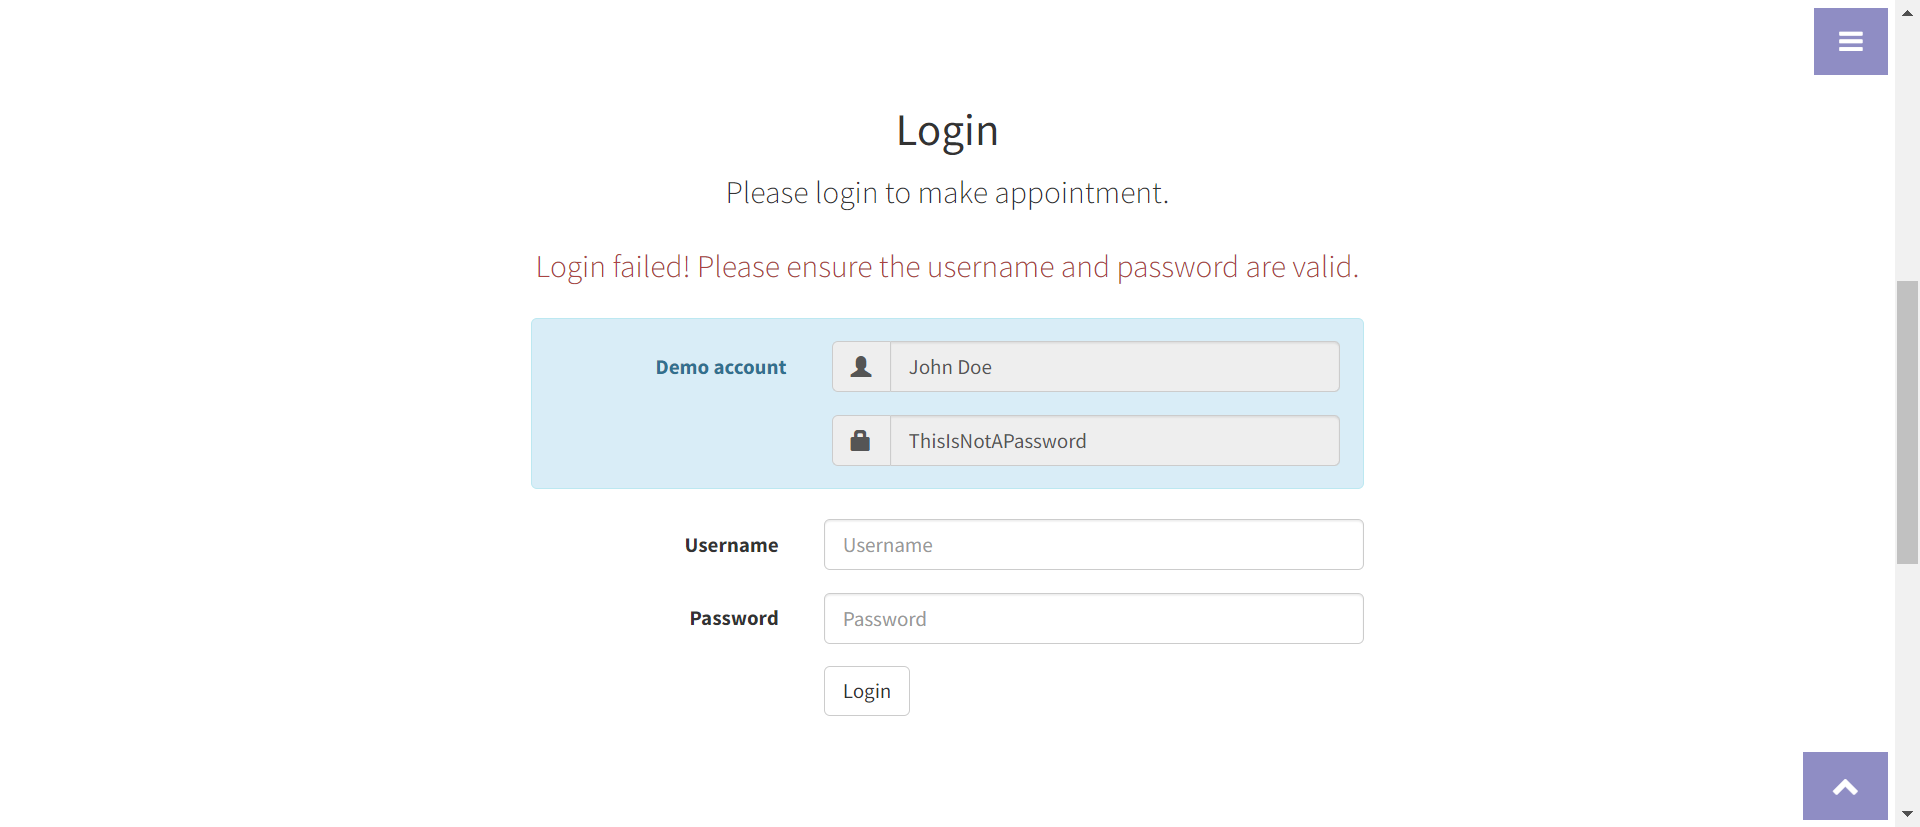 Login
Please login to make appointment.
Login failed! Please ensure the username and password are valid.
Demo account
John Doe
ThisIsNotAPassword
Username
Username
Password
Password
Login